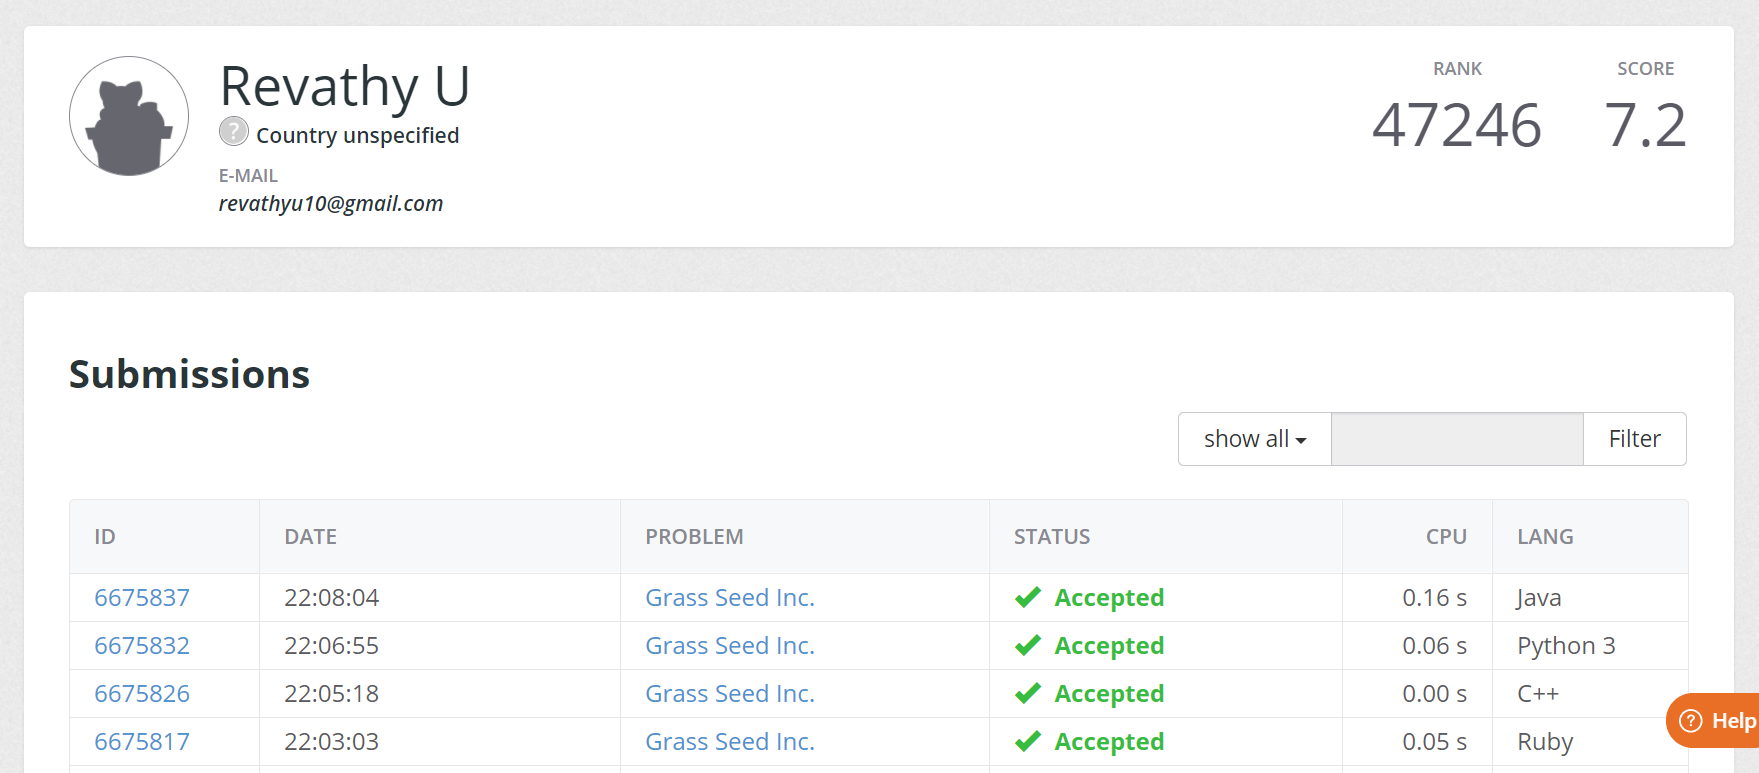 Revathy U
? Country unspecified
E-MAIL
revathyu10@gmail.com
RANK
47246
SCORE
7.2
Submissions
show all Filter
ID DATE PROBLEM STATUS CPU LANG
6675837 22:08:04 Grass Seed Inc. Accepted 0.16 s Java
6675832 22:06:55 Grass Seed Inc. Accepted 0.06 s Python 3
6675826 22:05:18 Grass Seed Inc. Accepted 0.00 s C++
6675817 22:03:03 Grass Seed Inc. Accepted 0.05 s Ruby
? Help